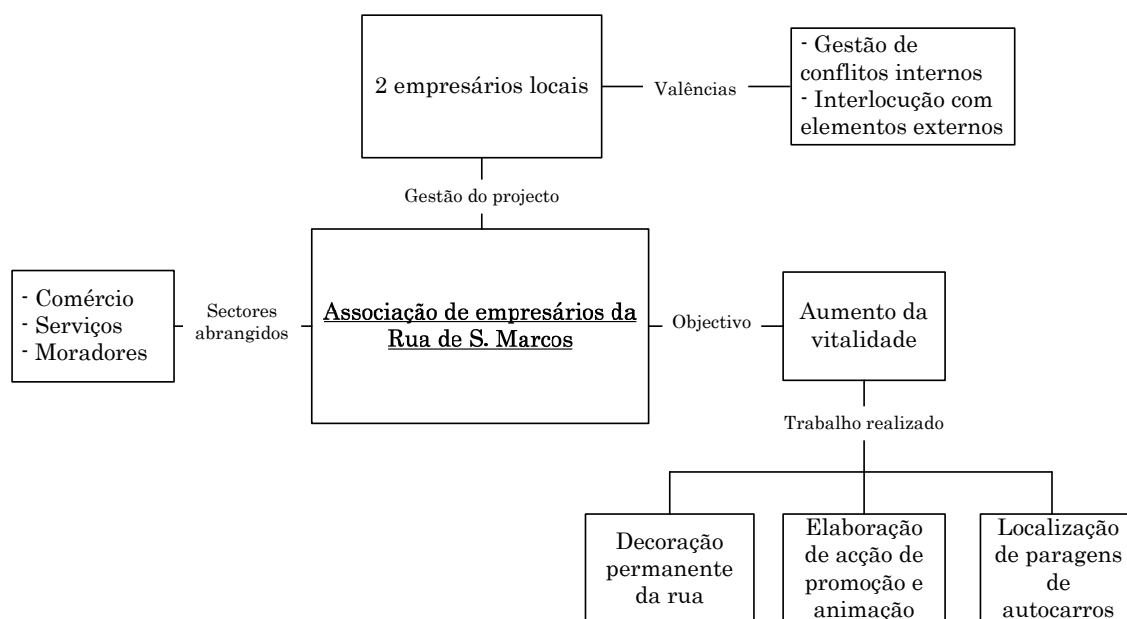 2 empresários locais
Valências
- Gestão de
conflitos internos
- Interlocução com
elementos externos
Gestão do projecto
- Comércio
- Serviços
- Moradores
Sectores
abrangidos
Associação de empresários da
Rua de S. Marcos
Objectivo
Aumento da
vitalidade
Trabalho realizado
Decoração
permanente
da rua
Elaboração
de acção de
promoção e
animação
Localização
de paragens
de
autocarros